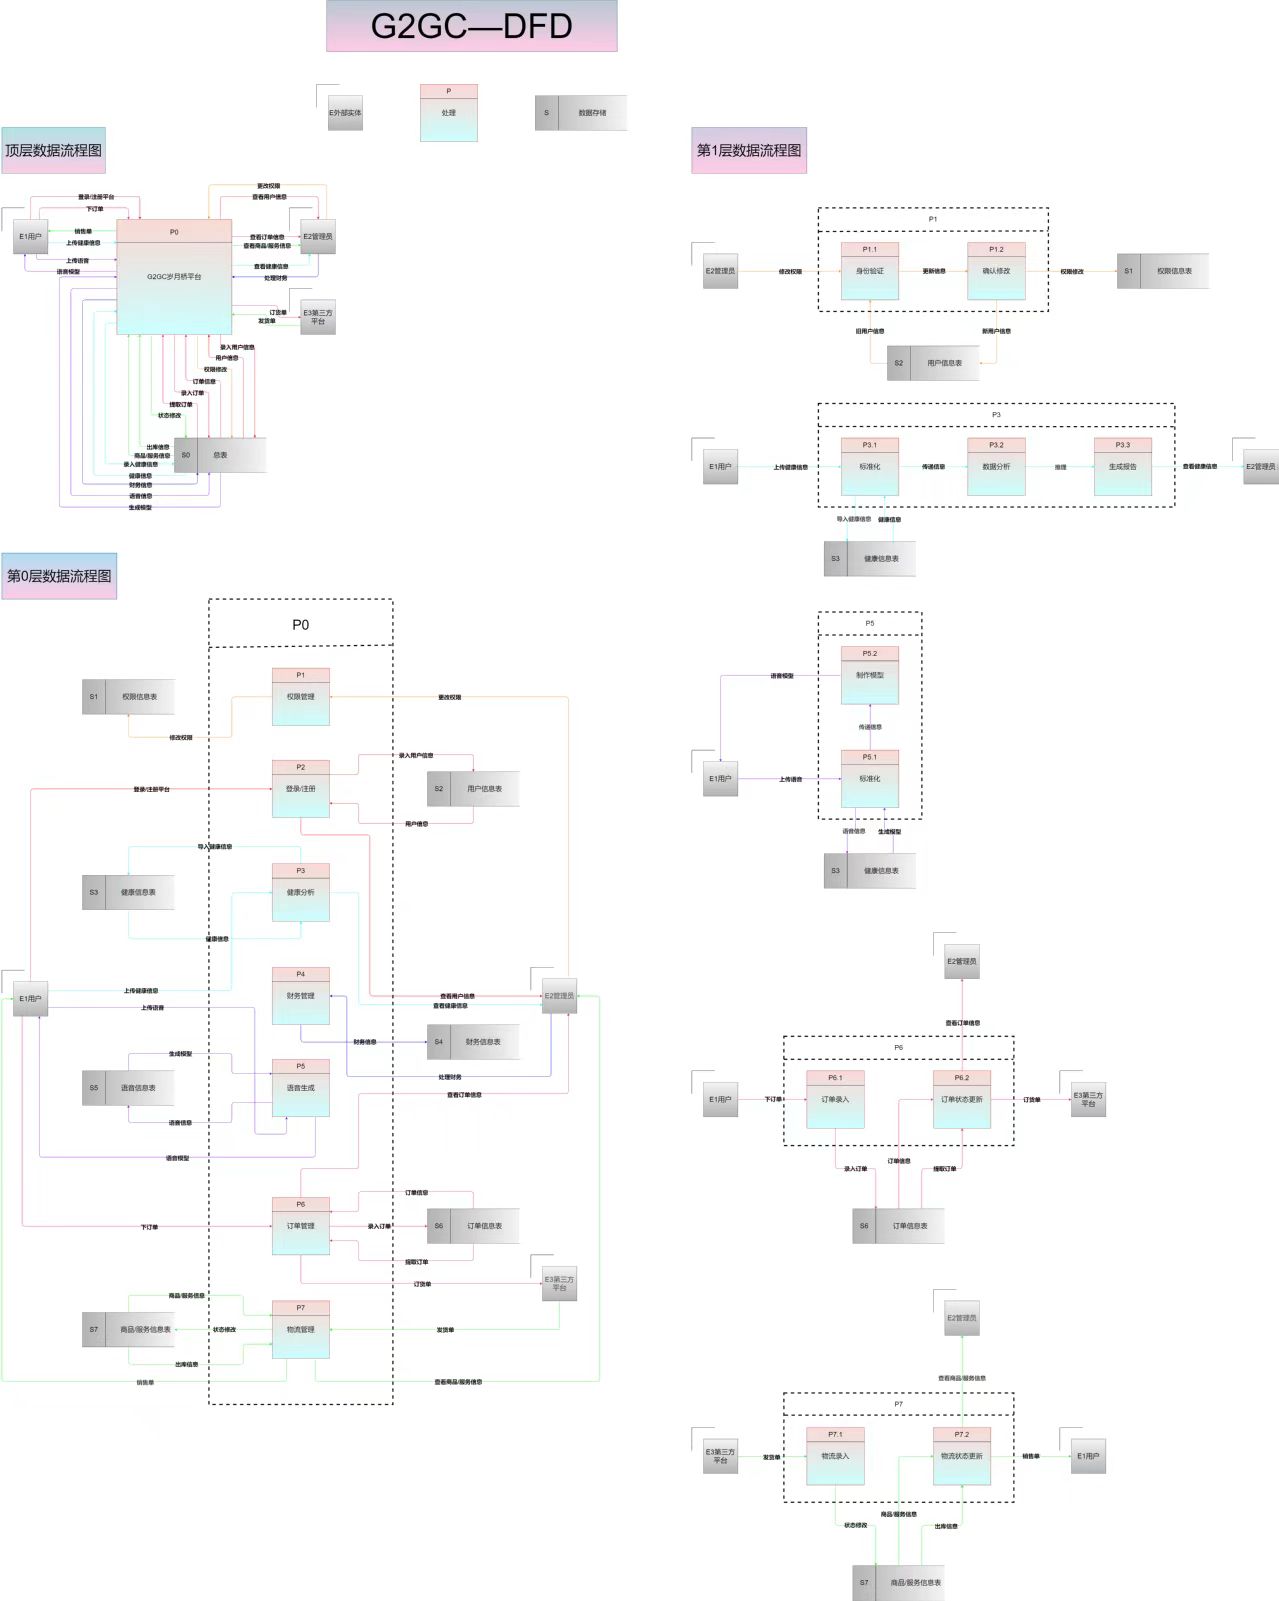 G2GC—DFD
E外部实体
P
处理
S
数据存储
顶层数据流程图
更改权限
登录/注册平台
查看用户信息
下订单
E1用户
销售单
上传健康信息
上传语音
语音模型
P0
G2GC岁月桥平台
查看订单信息
查看商品/服务信息
查看健康信息
处理财务
E2管理员
订货单
发货单
E3第三方
平台
录入用户信息
用户信息
权限修改
订单信息
录入订单
提取订单
状态修改
出库信息
商品/服务信息
录入健康信息
健康信息
财务信息
语音信息
生成模型
S0
总表
第0层数据流程图
P0
P1
权限管理
S1
权限信息表
更改权限
修改权限
P2
登录/注册
录入用户信息
S2
用户信息表
登录/注册平台
用户信息
导入健康信息
P3
健康分析
S3
健康信息表
健康信息
上传健康信息
E1用户
上传语音
P4
财务管理
查看用户信息
查看健康信息
E2管理员
财务信息
S4
财务信息表
生成模型
P5
语音生成
处理财务
查看订单信息
S5
语音信息表
语音信息
语音模型
P6
订单管理
订单信息
下订单
录入订单
S6
订单信息表
提取订单
订货单
E3第三方
平台
商品/服务信息
P7
物流管理
S7
商品/服务信息表
状态修改
发货单
出库信息
销售单
查看商品/服务信息
第1层数据流程图
P1
E2管理员
修改权限
P1.1
身份验证
更新信息
P1.2
确认修改
权限修改
S1
权限信息表
旧用户信息
新用户信息
S2
用户信息表
P3
E1用户
上传健康信息
P3.1
标准化
传递信息
P3.2
数据分析
P3.3
生成报告
查看健康信息
E2管理员
导入健康信息
健康信息
S3
健康信息表
P5
P5.2
制作模型
语音模型
传递信息
E1用户
上传语音
P5.1
标准化
语音信息
生成模型
S3
健康信息表
E2管理员
查看订单信息
P6
E1用户
下订单
P6.1
订单录入
P6.2
订单状态更新
订货单
E3第三方
平台
录入订单
订单信息
提取订单
S6
订单信息表
E2管理员
查看商品/服务信息
P7
E3第三方
平台
发货单
P7.1
物流录入
P7.2
物流状态更新
销售单
E1用户
状态修改
商品/服务信息
出库信息
S7
商品/服务信息表